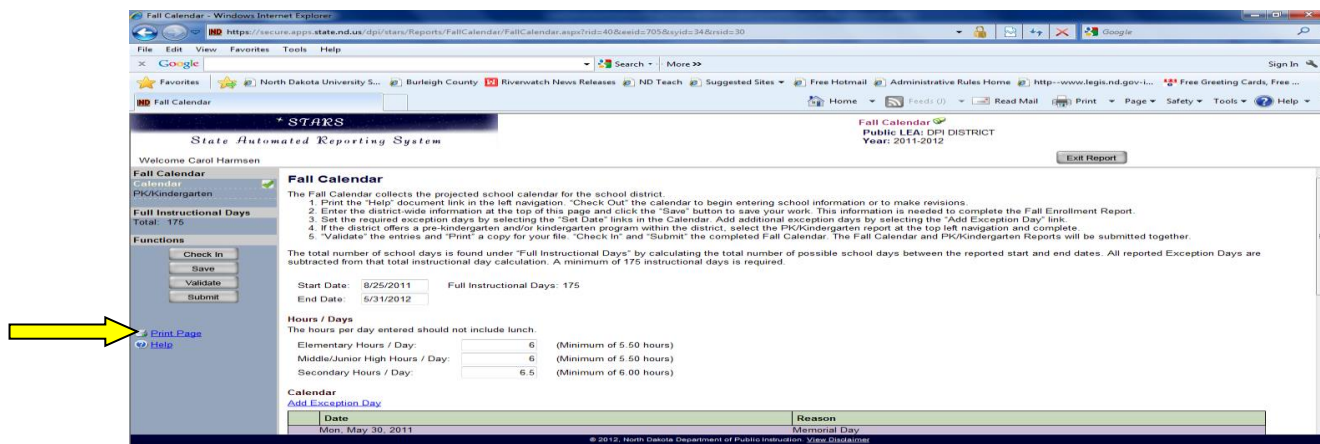 Fall Calendar - Windows Internet Explorer
https://secure.apps.state.nd.us/dpi/stars/Reports/FallCalendar/FallCalendar.aspx?rid=40&eeid=705&syid=34&rsid=30
Google
File Edit View Favorites Tools Help
Google Search More >> Sign In
Favorites North Dakota University S... Burleigh County Riverwatch News Releases ND Teach Suggested Sites Free Hotmail Administrative Rules Home http--www.legis.nd.gov-i... Free Greeting Cards, Free ...
ND Fall Calendar Home Feeds (J) Read Mail Print Page Safety Tools Help
* STARS
State Automated Reporting System
Fall Calendar
Public LEA: DPI DISTRICT
Year: 2011-2012
Welcome Carol Harmsen
Exit Report
Fall Calendar
Calendar
PK/Kindergarten
Full Instructional Days
Total: 175
Functions
Check In
Save
Validate
Submit
Print Page
Help
Fall Calendar
The Fall Calendar collects the projected school calendar for the school district.
1. Print the "Help" document link in the left navigation. "Check Out" the calendar to begin entering school information or to make revisions.
2. Enter the district-wide information at the top of this page and click the "Save" button to save your work. This information is needed to complete the Fall Enrollment Report.
3. Set the required exception days by selecting the "Set Date" links in the Calendar. Add additional exception days by selecting the "Add Exception Day" link.
4. If the district offers a pre-kindergarten and/or kindergarten program within the district, select the PK/Kindergarten report at the top left navigation and complete.
5. "Validate" the entries and "Print" a copy for your file. "Check In" and "Submit" the completed Fall Calendar. The Fall Calendar and PK/Kindergarten Reports will be submitted together.
The total number of school days is found under "Full Instructional Days" by calculating the total number of possible school days between the reported start and end dates. All reported Exception Days are
subtracted from that total instructional day calculation. A minimum of 175 instructional days is required.
Start Date: 8/25/2011 Full Instructional Days: 175
End Date: 5/31/2012
Hours / Days
The hours per day entered should not include lunch.
Elementary Hours / Day: 6 (Minimum of 5.50 hours)
Middle/Junior High Hours / Day: 6 (Minimum of 5.50 hours)
Secondary Hours / Day: 6.5 (Minimum of 6.00 hours)
Calendar
Add Exception Day
Date Reason
Mon, May 30, 2011 Memorial Day
© 2012, North Dakota Department of Public Instruction View Disclaimer